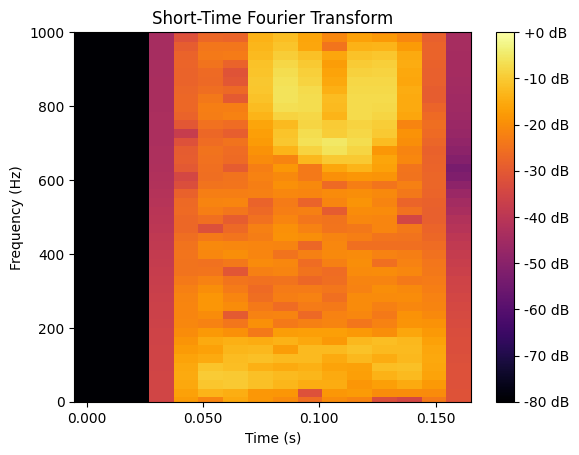 Short-Time Fourier Transform
1000
800
600
400
200
0
Frequency (Hz)
0.000
0.050
0.100
0.150
Time (s)
+0 dB
-10 dB
-20 dB
-30 dB
-40 dB
-50 dB
-60 dB
-70 dB
-80 dB